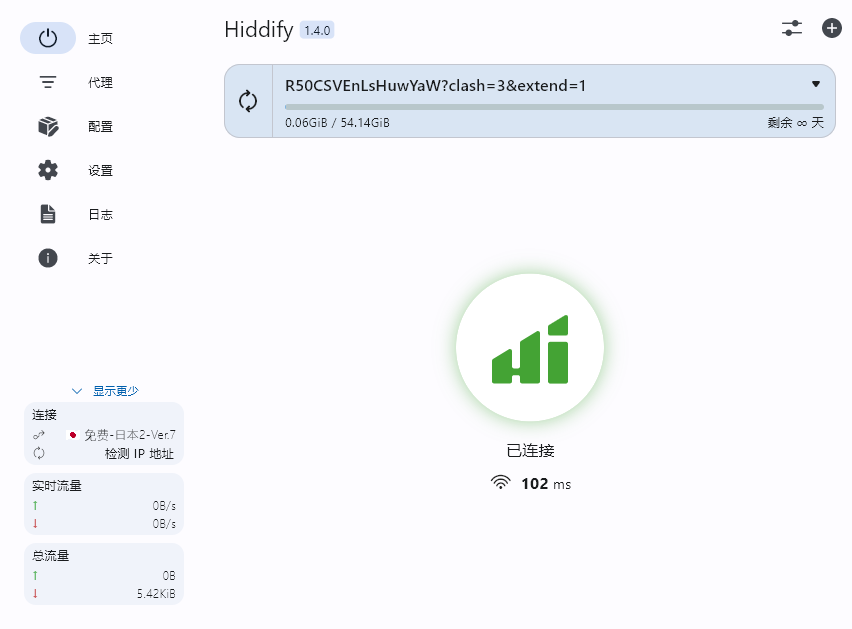 主页
代理
配置
设置
日志
关于
显示更少
连接
免费-日本2-Ver.7
检测 IP 地址
实时流量
↑ 0B/s
↓ 0B/s
总流量
↑ 0B
↓ 5.42KiB
Hiddify 1.4.0
R50CSVEnLsHuwYaW?clash=3&extend=1
0.06GiB / 54.14GiB 剩余 ∞ 天
已连接
102 ms